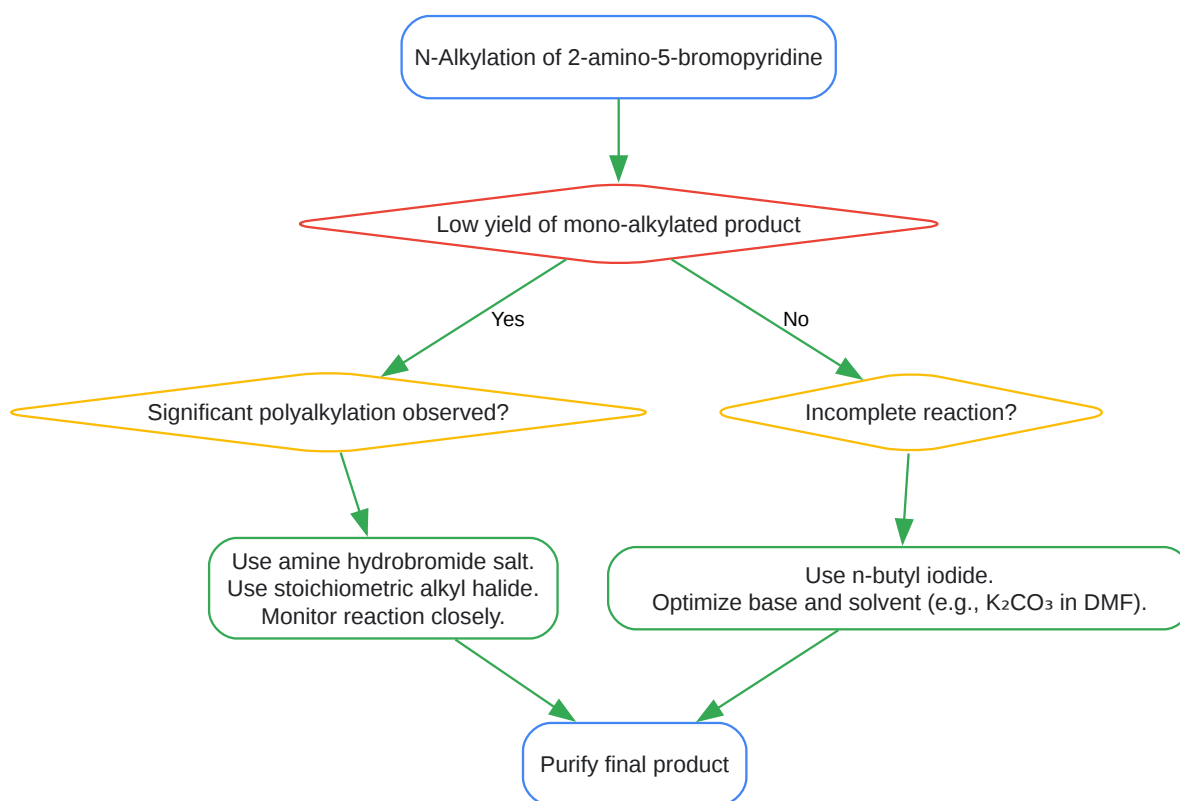 N-Alkylation of 2-amino-5-bromopyridine
Low yield of mono-alkylated product
Yes
No
Significant polyalkylation observed?
Incomplete reaction?
Use amine hydrobromide salt.
Use stoichiometric alkyl halide.
Monitor reaction closely.
Use n-butyl iodide.
Optimize base and solvent (e.g., K₂CO₃ in DMF).
Purify final product